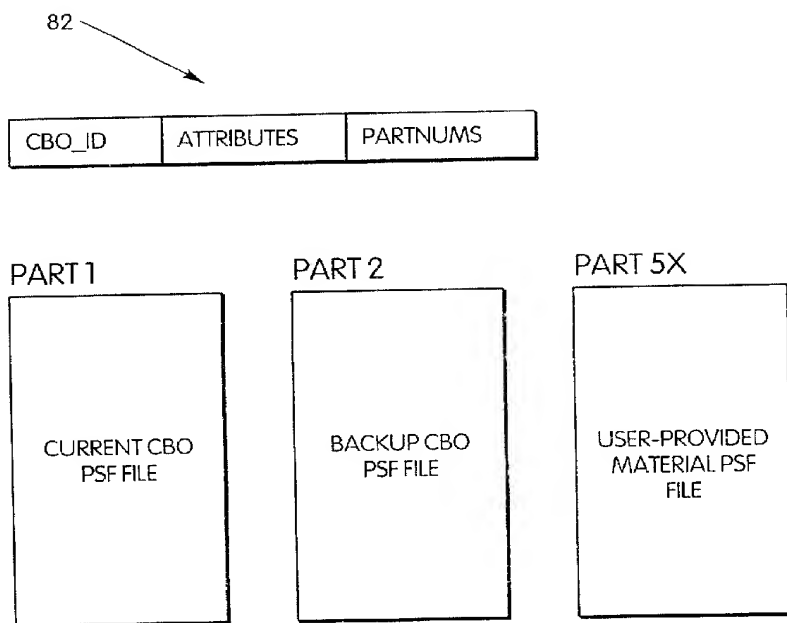 82
CBO_ID ATTRIBUTES PARTNUMS
PART 1 PART 2 PART 5X
CURRENT CBO
PSF FILE
BACKUP CBO
PSF FILE
USER-PROVIDED
MATERIAL PSF
FILE